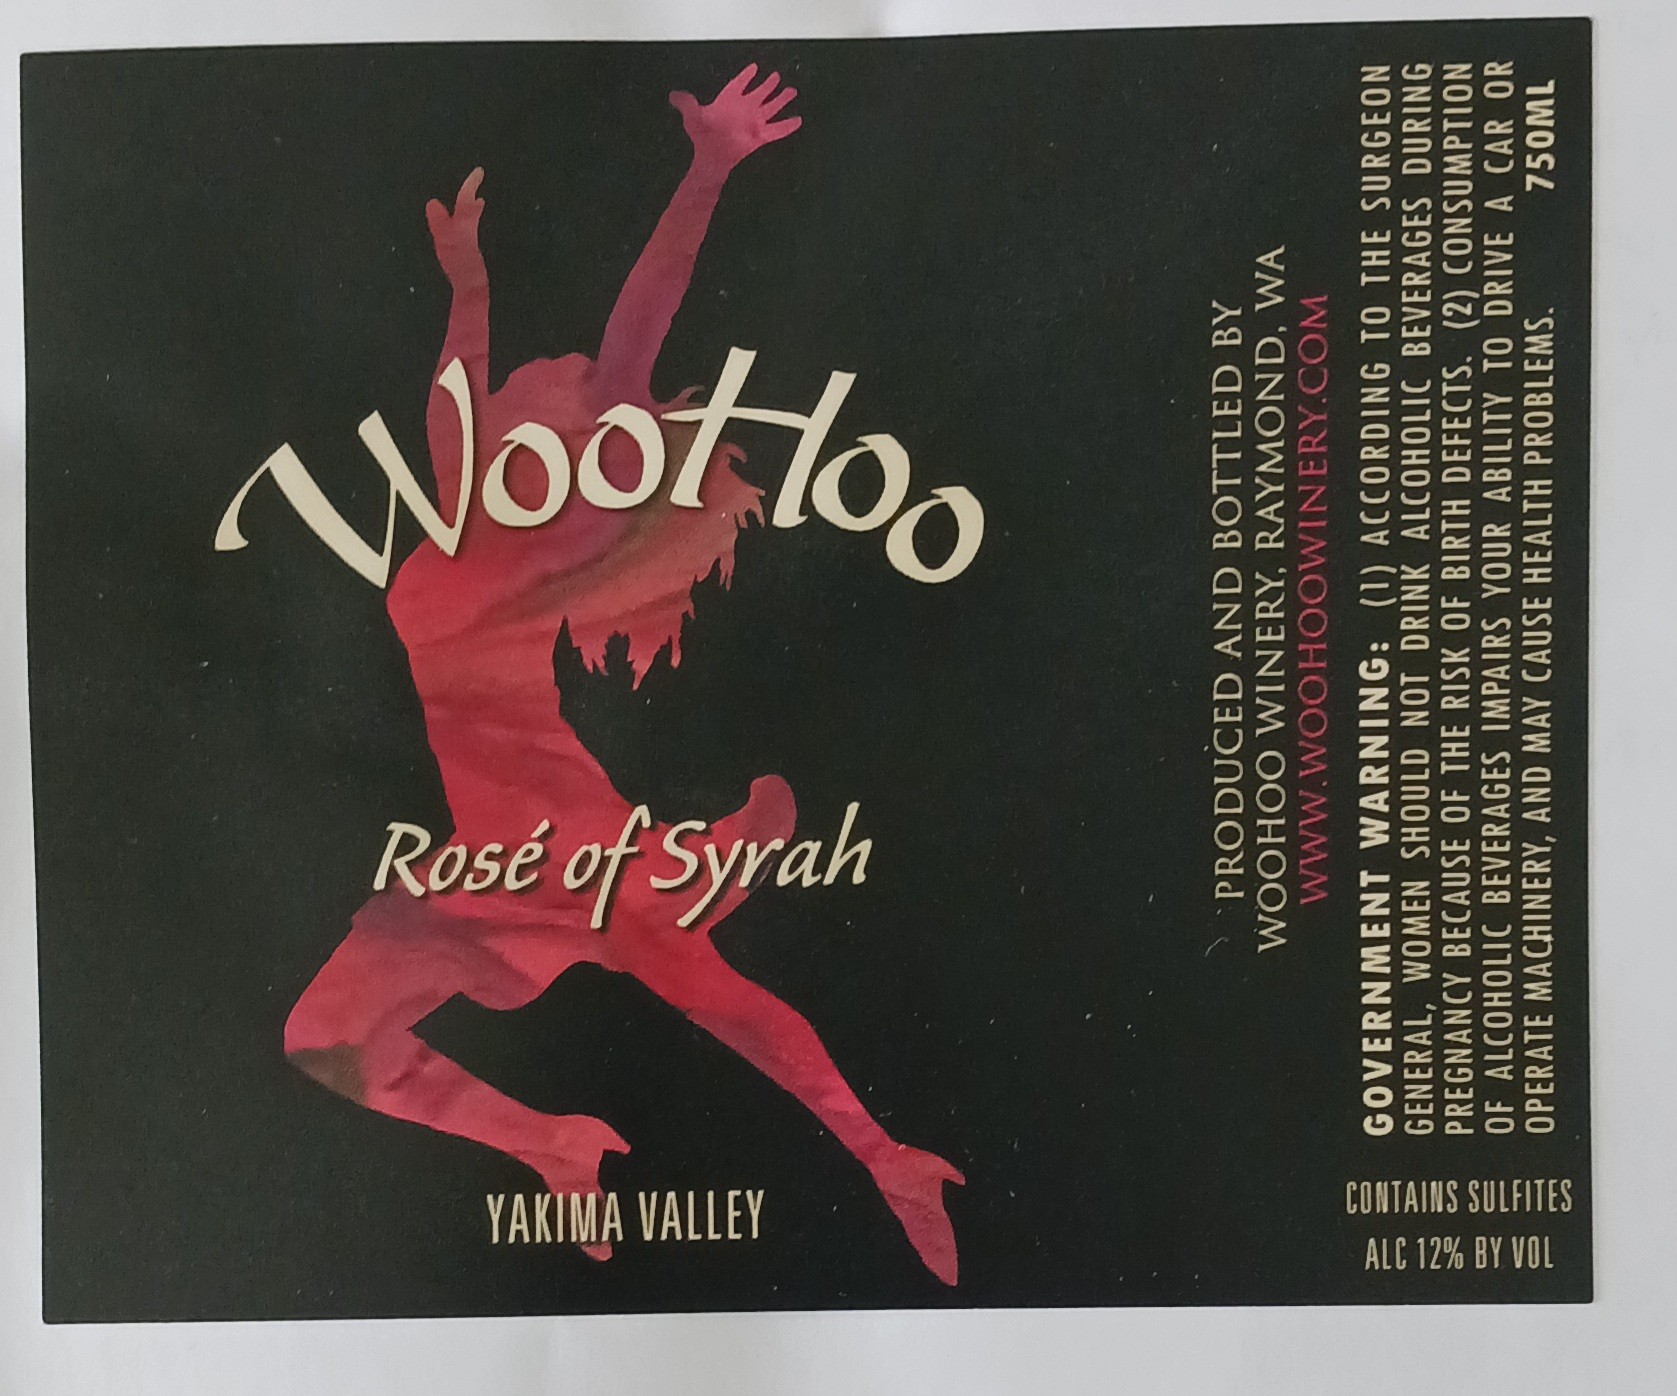 WooHoo
Rosé of Syrah
YAKIMA VALLEY
PRODUCED AND BOTTLED BY
WOOHOO WINERY, RAYMOND, WA
WWW.WOOHOOWINERY.COM
GOVERNMENT WARNING: (1) ACCORDING TO THE SURGEON
GENERAL, WOMEN SHOULD NOT DRINK ALCOHOLIC BEVERAGES DURING
PREGNANCY BECAUSE OF THE RISK OF BIRTH DEFECTS. (2) CONSUMPTION
OF ALCOHOLIC BEVERAGES IMPAIRS YOUR ABILITY TO DRIVE A CAR OR
OPERATE MACHINERY, AND MAY CAUSE HEALTH PROBLEMS. 750ML
CONTAINS SULFITES
ALC 12% BY VOL